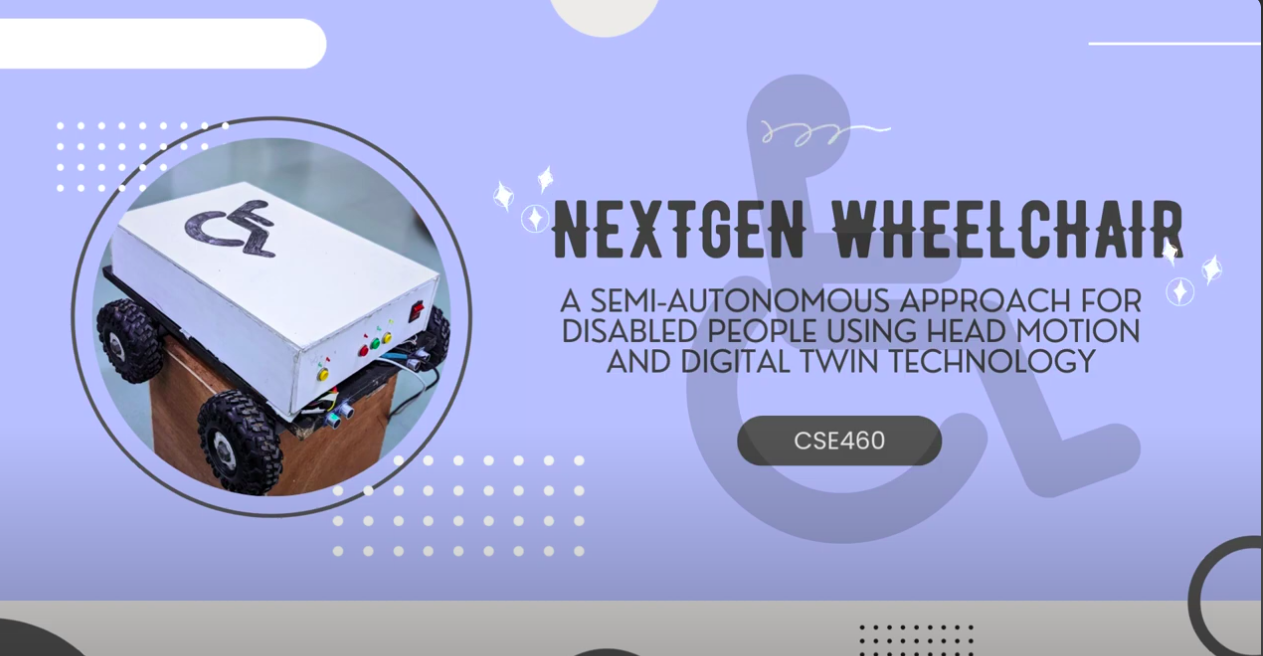 NEXTGEN WHEELCHAIR
A SEMI-AUTONOMOUS APPROACH FOR
DISABLED PEOPLE USING HEAD MOTION
AND DIGITAL TWIN TECHNOLOGY
CSE460